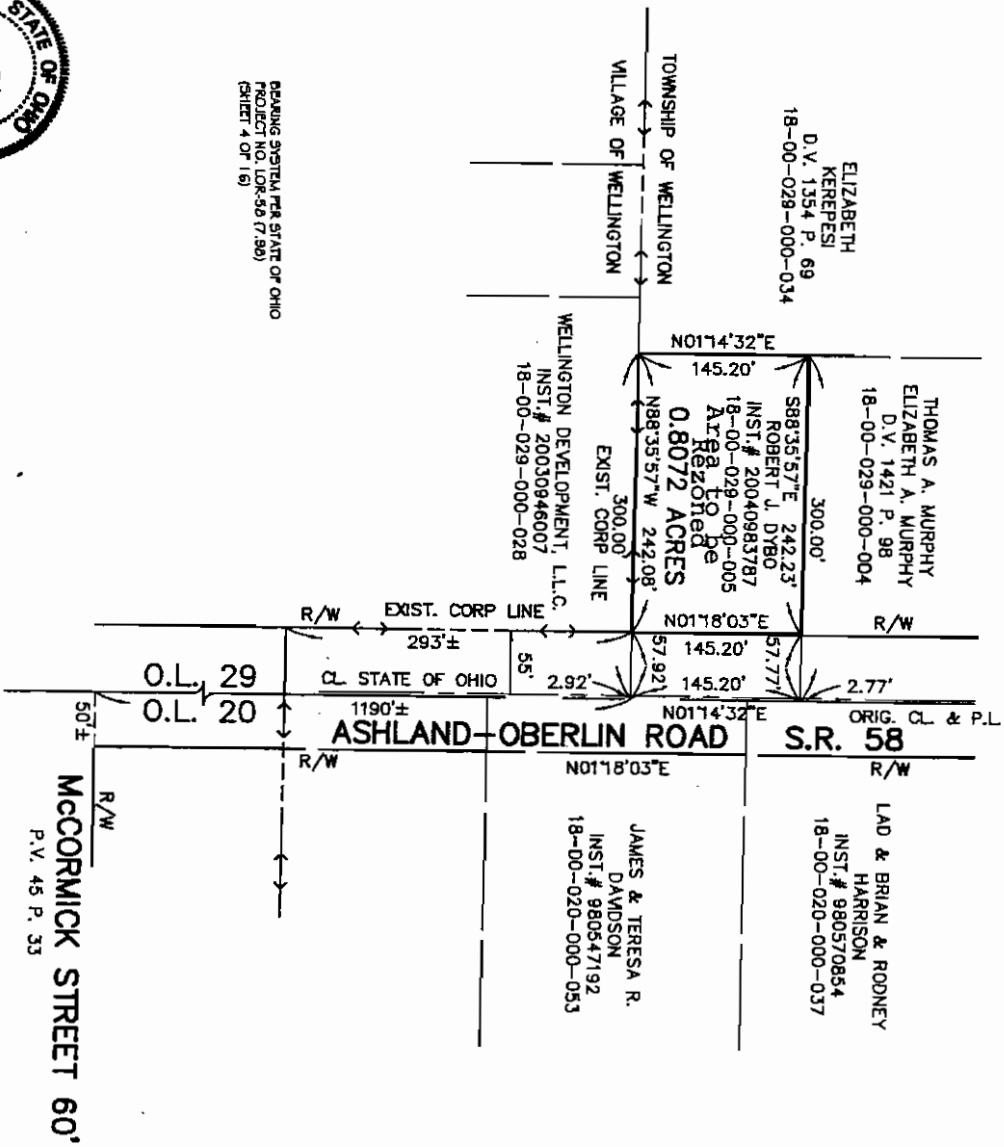 STATE OF OHIO
BEARING SYSTEM PER STATE OF OHIO
PROJECT NO. LOR-58 (7.98)
(SHEET 4 OF 16)
TOWNSHIP OF WELLINGTON
VILLAGE OF WELLINGTON
ELIZABETH
KEREPESI
D.V. 1354 P. 69
18-00-029-000-034
THOMAS A. MURPHY
ELIZABETH A. MURPHY
D.V. 1421 P. 98
18-00-029-000-004
N01°14'32"E
145.20'
300.00'
S88°35'57"E 242.23'
ROBERT J. DYBO
INST.# 20040983787
18-00-029-000-005
Area to be
Rezoned
0.8072 ACRES
N88°35'57"W 242.08'
300.00'
EXIST. CORP LINE
WELLINGTON DEVELOPMENT, L.L.C.
INST.# 20030946007
18-00-029-000-028
R/W
EXIST. CORP LINE
293'±
N01°18'03"E
145.20'
R/W
55'
57.92'
57.77'
O.L. 29
O.L. 20
CL. STATE OF OHIO
1190'±
2.92'
145.20'
2.77'
N01°14'32"E
ORIG. CL. & P.L.
ASHLAND-OBERLIN ROAD
S.R. 58
R/W
N01°18'03"E
R/W
50'±
R/W
McCORMICK STREET 60'
P.V. 45 P. 33
JAMES & TERESA R.
DAVIDSON
INST.# 980547192
18-00-020-000-053
LAD & BRIAN & RODNEY
HARRISON
INST.# 980570854
18-00-020-000-037